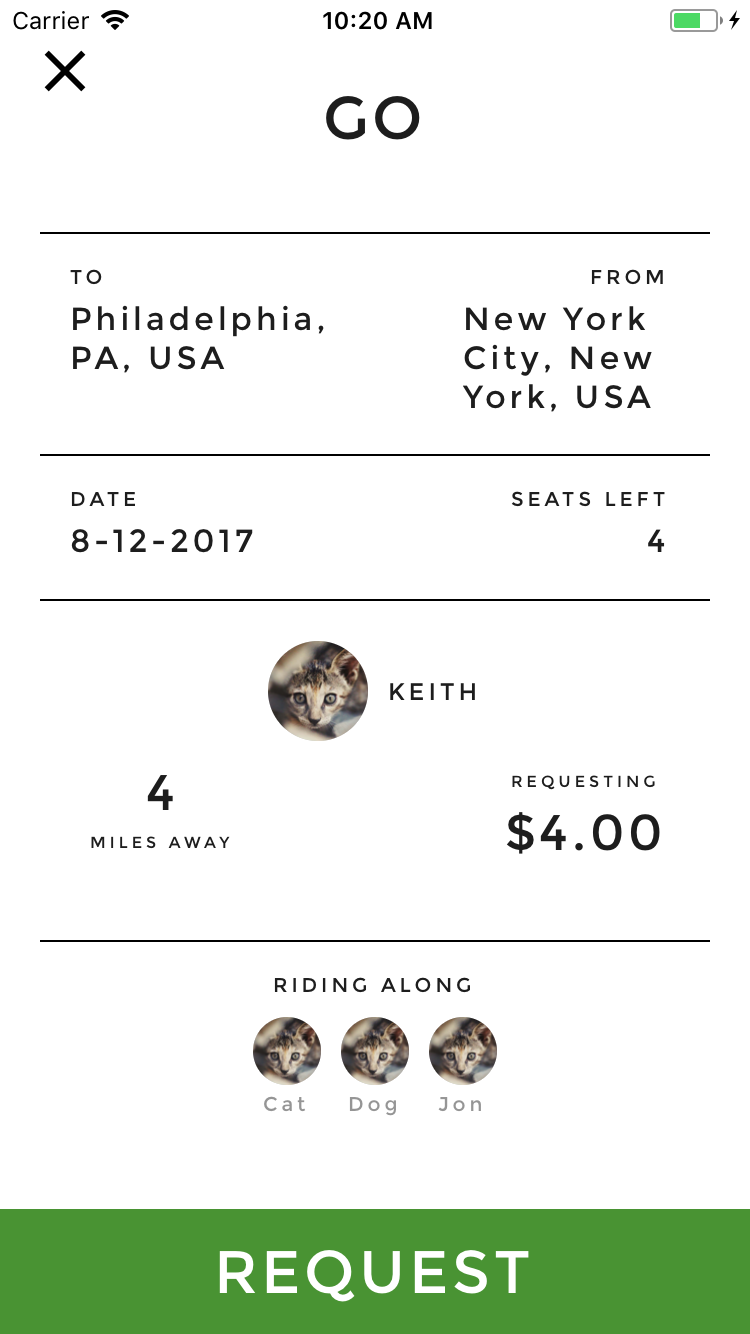 Carrier 10:20 AM
GO
TO
Philadelphia,
PA, USA
FROM
New York
City, New
York, USA
DATE
8-12-2017
SEATS LEFT
4
KEITH
4
MILES AWAY
REQUESTING
$4.00
RIDING ALONG
Cat Dog Jon
REQUEST